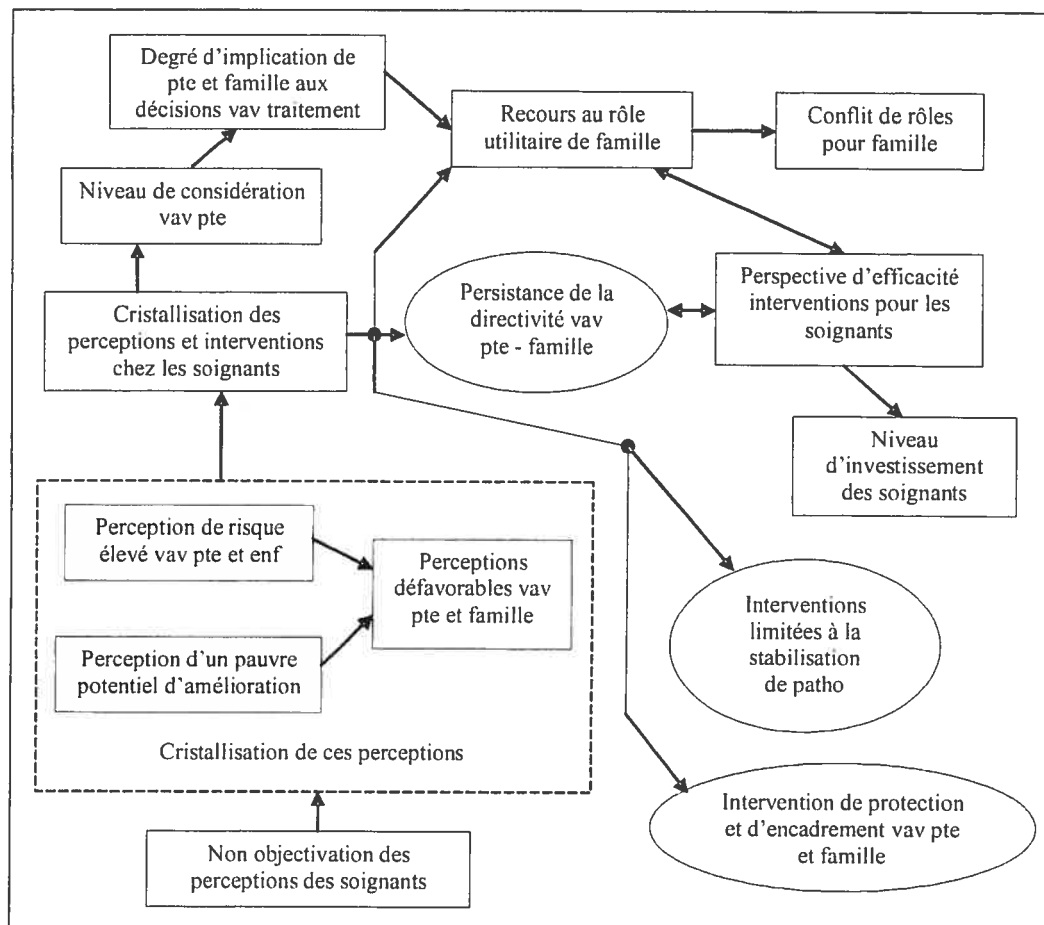 Degré d'implication de
pte et famille aux
décisions vav traitement
Recours au rôle
utilitaire de famille
Conflit de rôles
pour famille
Niveau de considération
vav pte
Cristallisation des
perceptions et interventions
chez les soignants
Persistance de la
directivité vav
pte - famille
Perspective d'efficacité
interventions pour les
soignants
Niveau
d'investissement
des soignants
Perception de risque
élevé vav pte et enf
Perceptions
défavorables vav
pte et famille
Perception d'un pauvre
potentiel d'amélioration
Cristallisation de ces perceptions
Interventions
limitées à la
stabilisation
de patho
Intervention de protection
et d'encadrement vav pte
et famille
Non objectivation des
perceptions des soignants